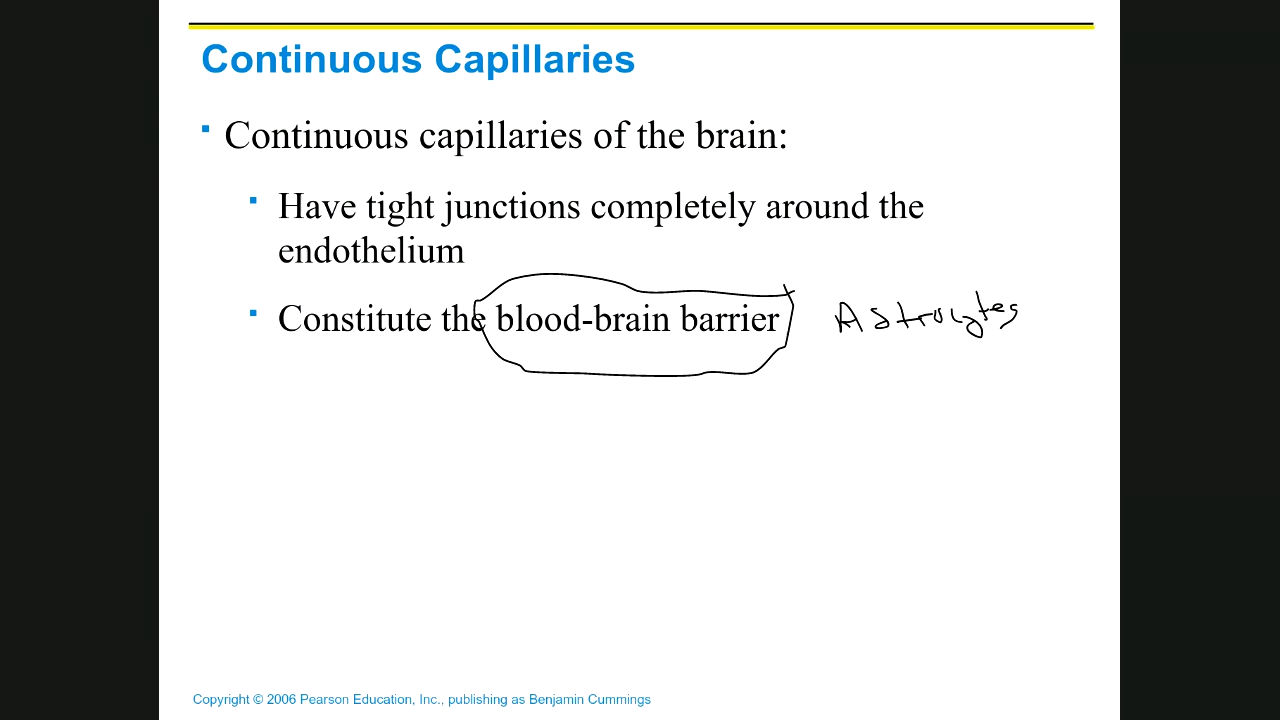 Continuous Capillaries
Continuous capillaries of the brain:
Have tight junctions completely around the
endothelium
Constitute the blood-brain barrier Astrocytes
Copyright © 2006 Pearson Education, Inc., publishing as Benjamin Cummings